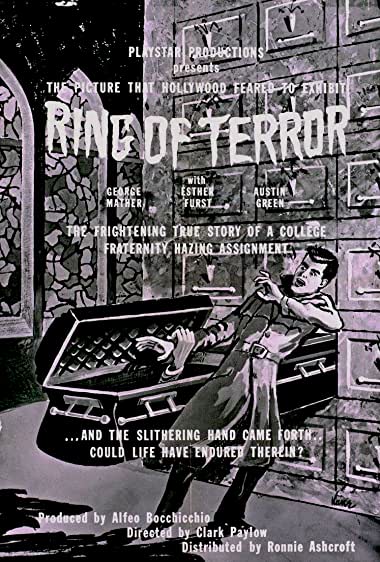 PLAYSTAR PRODUCTIONS
presents
THE PICTURE THAT HOLLYWOOD FEARED TO EXHIBIT
RING OF TERROR
with
GEORGE ESTHER AUSTIN
MATHER FURST GREEN
THE FRIGHTENING TRUE STORY OF A COLLEGE
FRATERNITY HAZING ASSIGNMENT
...AND THE SLITHERING HAND CAME FORTH..
COULD LIFE HAVE ENDURED THEREIN?
Produced by Alfeo Bocchicchio
Directed by Clark Paylow
Distributed by Ronnie Ashcroft